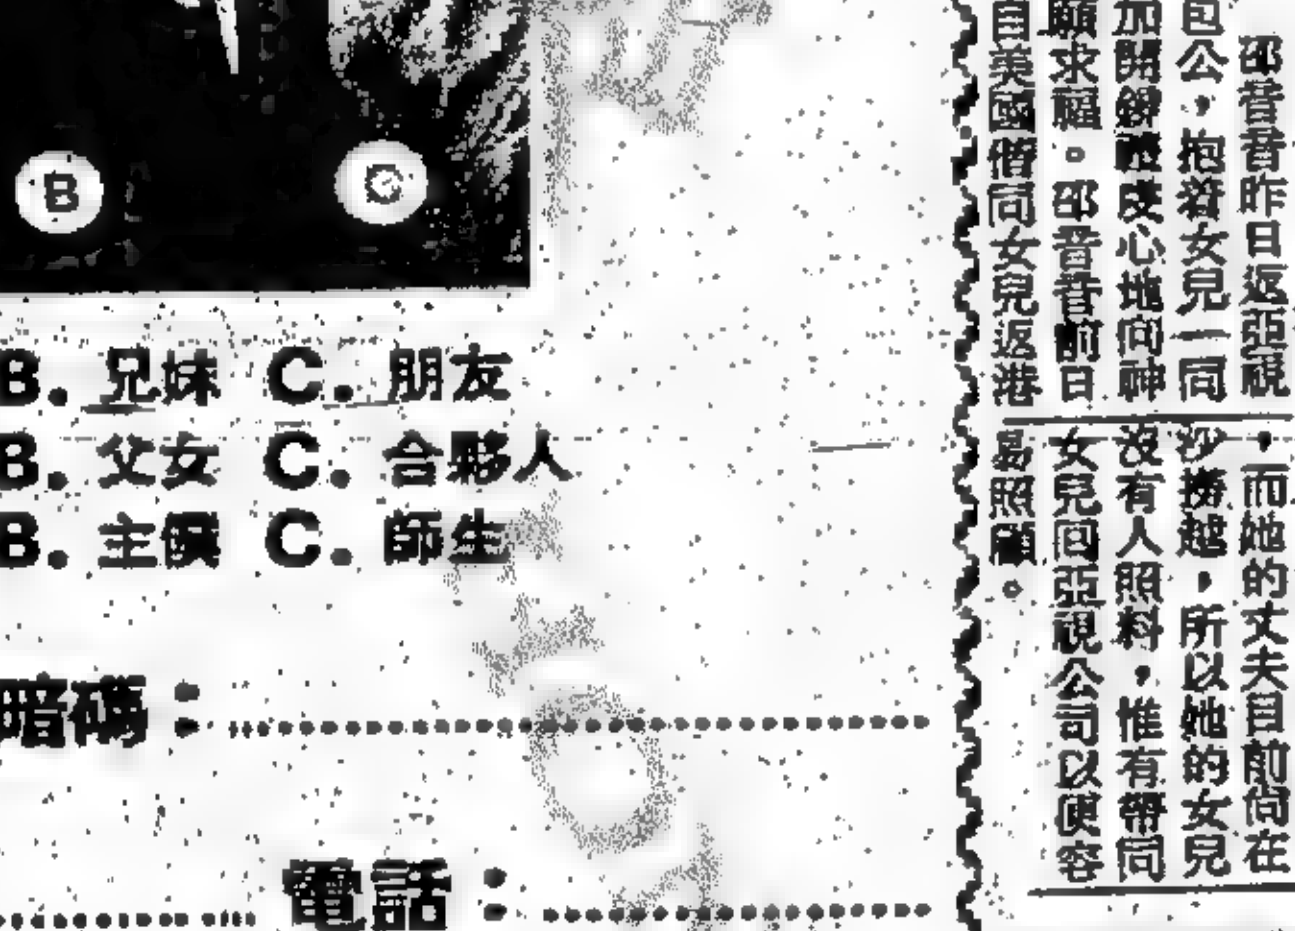 B
C
B. 兄妹 C. 朋友
B. 父女 C. 合夥人
B. 主僕 C. 師生
暗碼：
電話：
邵音音昨日返亞視
包公，抱着女兒一同
加開鏡禮虔心地向神
願求福。邵音音前日
自美國偕同女兒返港
，而她的丈夫目前尚在
沙撈越，所以她的女兒
沒有人照料，惟有帶同
女兒回亞視公司以便容
易照顧。